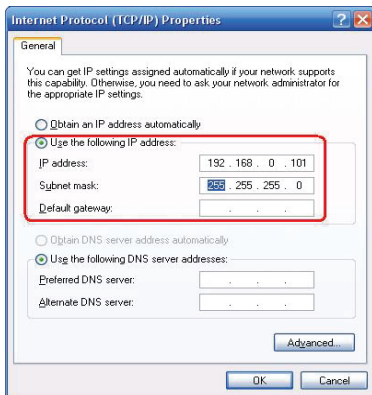 Internet Protocol (TCP/IP) Properties
General
You can get IP settings assigned automatically if your network supports
this capability. Otherwise, you need to ask your network administrator for
the appropriate IP settings.
Obtain an IP address automatically
Use the following IP address:
IP address: 192 . 168 . 0 . 101
Subnet mask: 255 . 255 . 255 . 0
Default gateway: . . .
Obtain DNS server address automatically
Use the following DNS server addresses:
Preferred DNS server: . . .
Alternate DNS server: . . .
Advanced...
OK Cancel